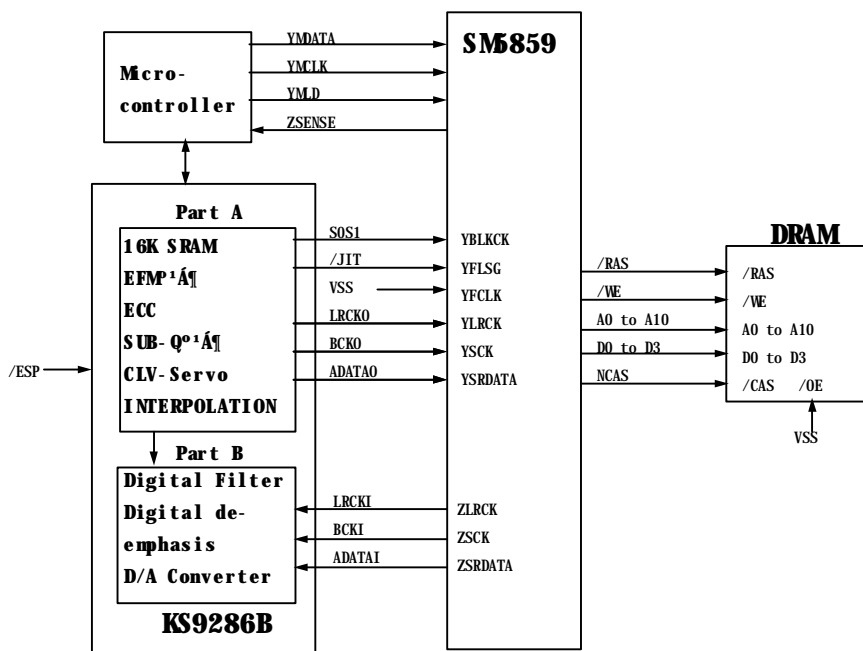 SM5859
YMDATA
YMCLK
YMLD
ZSENSE
Micro-
controller
Part A
16K SRAM
EFMº¹Á¶
ECC
SUB-Qº¹Á¶
CLV-Servo
INTERPOLATION
/ESP
SOS1
/JIT
VSS
LRCKO
BCKO
ADATAO
YBLKCK
YFLSG
YFCLK
YLRCK
YSCK
YSRDATA
/RAS
/WE
A0 to A10
D0 to D3
NCAS
DRAM
/RAS
/WE
A0 to A10
D0 to D3
/CAS /OE
VSS
Part B
Digital Filter
Digital de-
emphasis
D/A Converter
LRCKI
BCKI
ADATAI
ZLRCK
ZSCK
ZSRDATA
KS9286B